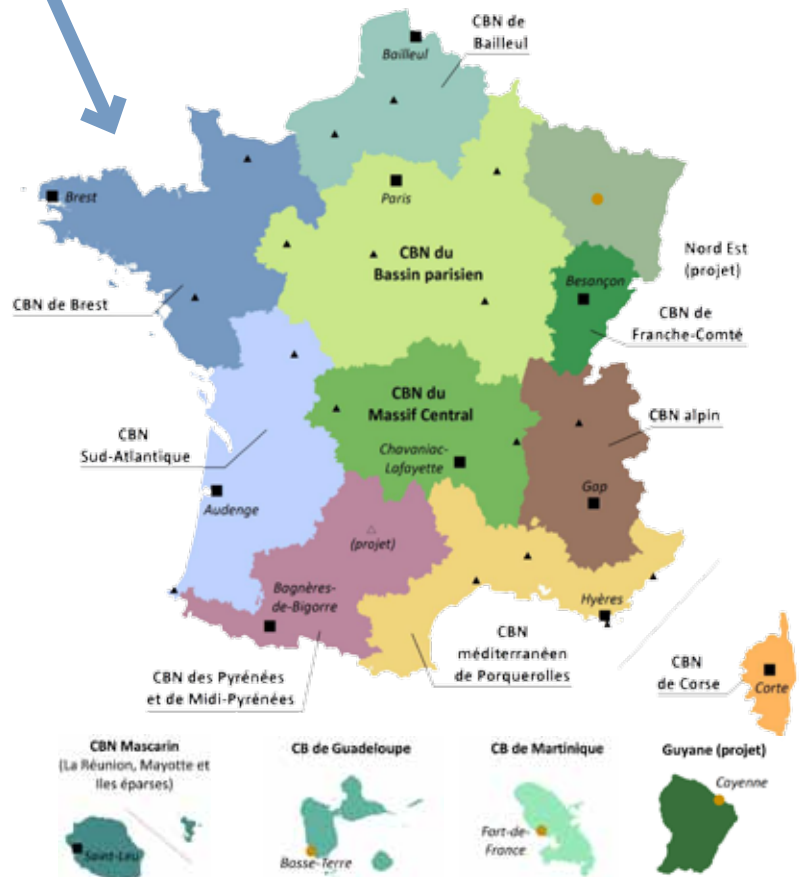 CBN de
Bailleul
Bailleul
Brest
Paris
CBN du
Bassin parisien
Nord Est
(projet)
Besançon
CBN de Brest
CBN de
Franche-Comté
CBN du
Massif Central
CBN alpin
CBN
Sud-Atlantique
Chavaniac-
Lafayette
Gap
Audenge
(projet)
Bagnères-
de-Bigorre
Hyères
CBN
méditerranéen
de Porquerolles
CBN des Pyrénées
et de Midi-Pyrénées
CBN
de Corse
Corte
CBN Mascarin
(La Réunion, Mayotte et
Iles éparses)
Saint-Leu
CB de Guadeloupe
Basse-Terre
CB de Martinique
Fort-de-
France
Guyane (projet)
Cayenne